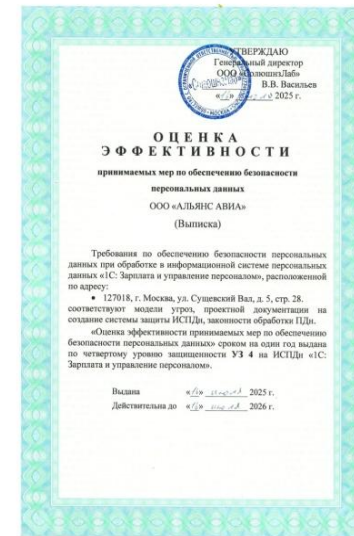 УТВЕРЖДАЮ
Генеральный директор
ООО «СолюшнзЛаб»
В.В. Васильев
2025 г.
ОЦЕНКА
ЭФФЕКТИВНОСТИ
принимаемых мер по обеспечению безопасности
персональных данных
ООО «АЛЬЯНС АВИА»
(Выписка)
Требования по обеспечению безопасности персональных
данных при обработке в информационной системе персональных
данных «1С: Зарплата и управление персоналом», расположенной
по адресу:
• 127018, г. Москва, ул. Сущевский Вал, д. 5, стр. 28.
соответствуют модели угроз, проектной документации на
создание системы защиты ИСПДн, законности обработки ПДн.
«Оценка эффективности принимаемых мер по обеспечению
безопасности персональных данных» сроком на один год выдана
по четвертому уровню защищенности УЗ 4 на ИСПДн «1С:
Зарплата и управление персоналом».
Выдана июля 2025 г.
Действительна до июля 2026 г.